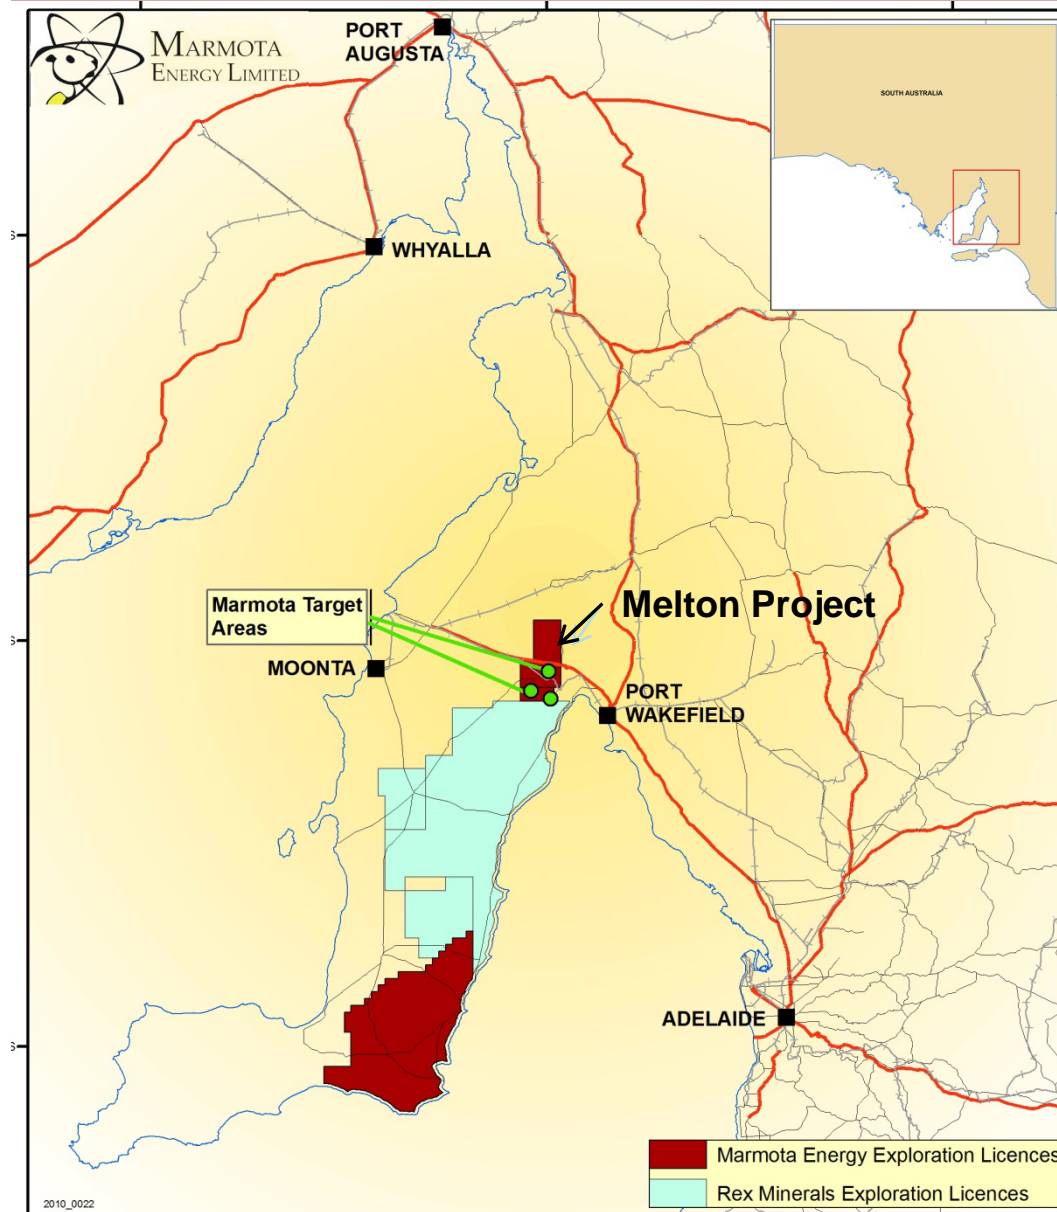 MARMOTA
ENERGY LIMITED
PORT
AUGUSTA
SOUTH AUSTRALIA
WHYALLA
Marmota Target
Areas
Melton Project
MOONTA
PORT
WAKEFIELD
ADELAIDE
Marmota Energy Exploration Licences
Rex Minerals Exploration Licences
2010_0022